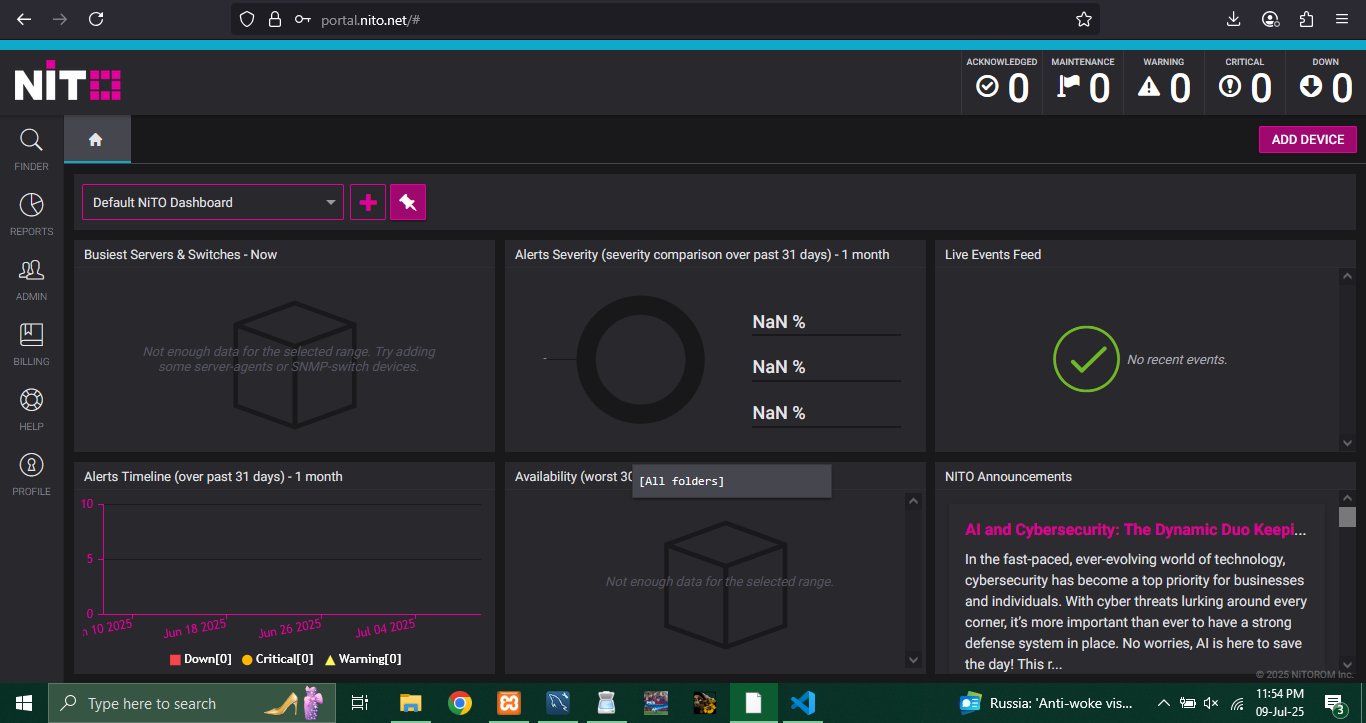 portal.nito.net/#
NiTO
ACKNOWLEDGED
0
MAINTENANCE
0
WARNING
0
CRITICAL
0
DOWN
0
FINDER
ADD DEVICE
REPORTS
ADMIN
BILLING
HELP
PROFILE
Default NiTO Dashboard
Busiest Servers & Switches - Now
Not enough data for the selected range. Try adding
some server-agents or SNMP-switch devices.
Alerts Severity (severity comparison over past 31 days) - 1 month
-
NaN %
NaN %
NaN %
Live Events Feed
No recent events.
Alerts Timeline (over past 31 days) - 1 month
10
5
0
n 10 2025
Jun 18 2025
Jun 26 2025
Jul 04 2025
Down[0] Critical[0] Warning[0]
Availability (worst 30
[All folders]
Not enough data for the selected range.
NITO Announcements
AI and Cybersecurity: The Dynamic Duo Keepi...
In the fast-paced, ever-evolving world of technology,
cybersecurity has become a top priority for businesses
and individuals. With cyber threats lurking around every
corner, it's more important than ever to have a strong
defense system in place. No worries, AI is here to save
the day! This r...
© 2025 NITOROM Inc.
Type here to search
Russia: 'Anti-woke vis...
11:54 PM
09-Jul-25
3